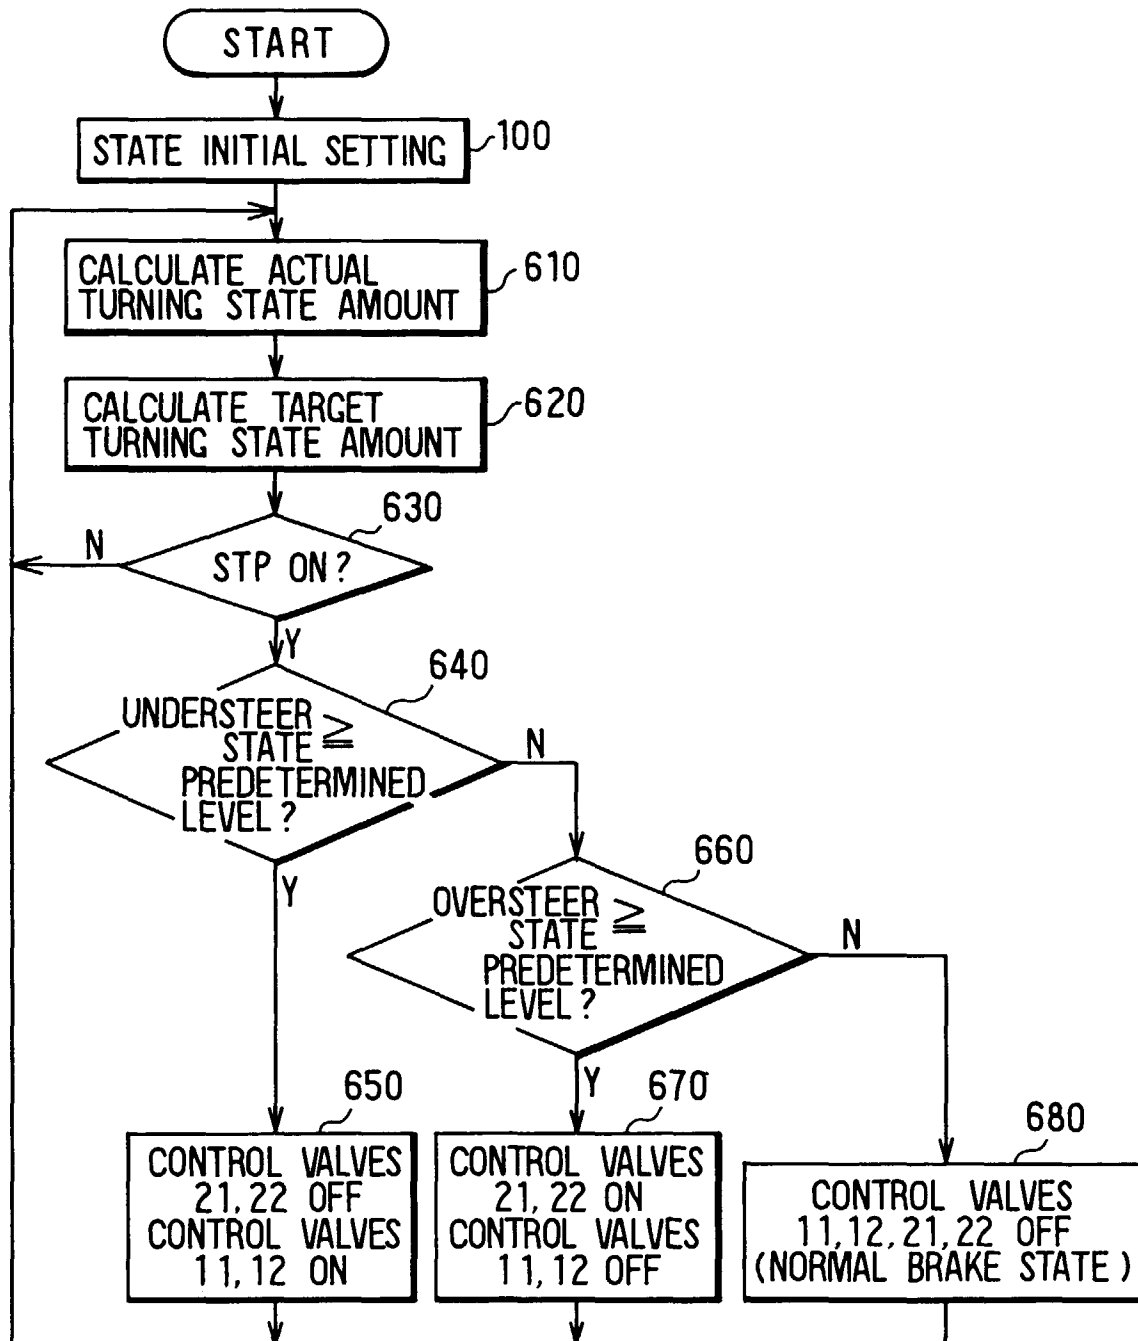 START
STATE INITIAL SETTING
100
CALCULATE ACTUAL
TURNING STATE AMOUNT
610
CALCULATE TARGET
TURNING STATE AMOUNT
620
630
N
STP ON?
Y
640
UNDERSTEER ≧
STATE
PREDETERMINED
LEVEL?
N
Y
660
OVERSTEER ≧
STATE
PREDETERMINED
LEVEL?
N
Y
650
CONTROL VALVES
21, 22 OFF
CONTROL VALVES
11, 12 ON
670
CONTROL VALVES
21, 22 ON
CONTROL VALVES
11, 12 OFF
680
CONTROL VALVES
11, 12, 21, 22 OFF
(NORMAL BRAKE STATE)